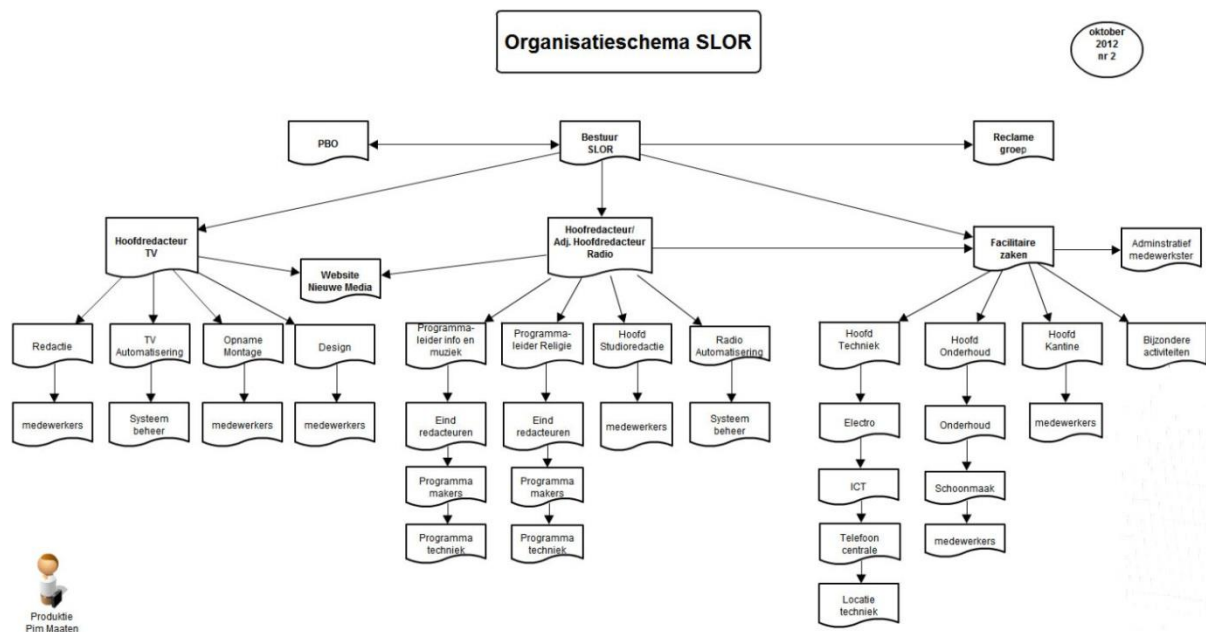 Organisatieschema SLOR
oktober
2012
nr 2
PBO
Bestuur
SLOR
Reclame
groep
Hoofdredacteur
TV
Hoofredacteur/
Adj. Hoofdredacteur
Radio
Facilitaire
zaken
Adminstratief
medewerkster
Website
Nieuwe Media
Redactie
TV
Automatisering
Opname
Montage
Design
Programma-
leider info en
muziek
Programma-
leider Religie
Hoofd
Studioredactie
Radio
Automatisering
Hoofd
Techniek
Hoofd
Onderhoud
Hoofd
Kantine
Bijzondere
activiteiten
medewerkers
Systeem
beheer
medewerkers
medewerkers
Eind
redacteuren
Eind
redacteuren
medewerkers
Systeem
beheer
Electro
Onderhoud
medewerkers
Programma
makers
Programma
makers
ICT
Schoonmaak
Programma
techniek
Programma
techniek
Telefoon
centrale
medewerkers
Locatie
techniek
Produktie
Pim Maaten